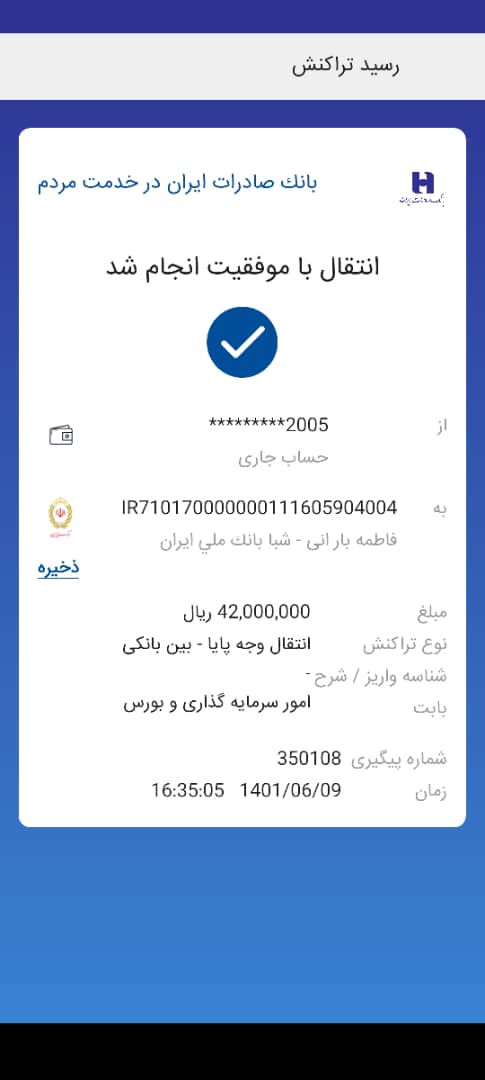 رسید تراکنش
بانك صادرات ایران در خدمت مردم
بانک صادرات ایران
انتقال با موفقیت انجام شد
از *********2005
حساب جاری
به IR710170000000111605904004
فاطمه بار انی - شبا بانك ملي ایران
ذخیره
مبلغ 42,000,000 ریال
نوع تراکنش انتقال وجه پایا - بین بانکی
شناسه واریز / شرح -
بابت امور سرمایه گذاری و بورس
شماره پیگیری 350108
زمان 1401/06/09 16:35:05